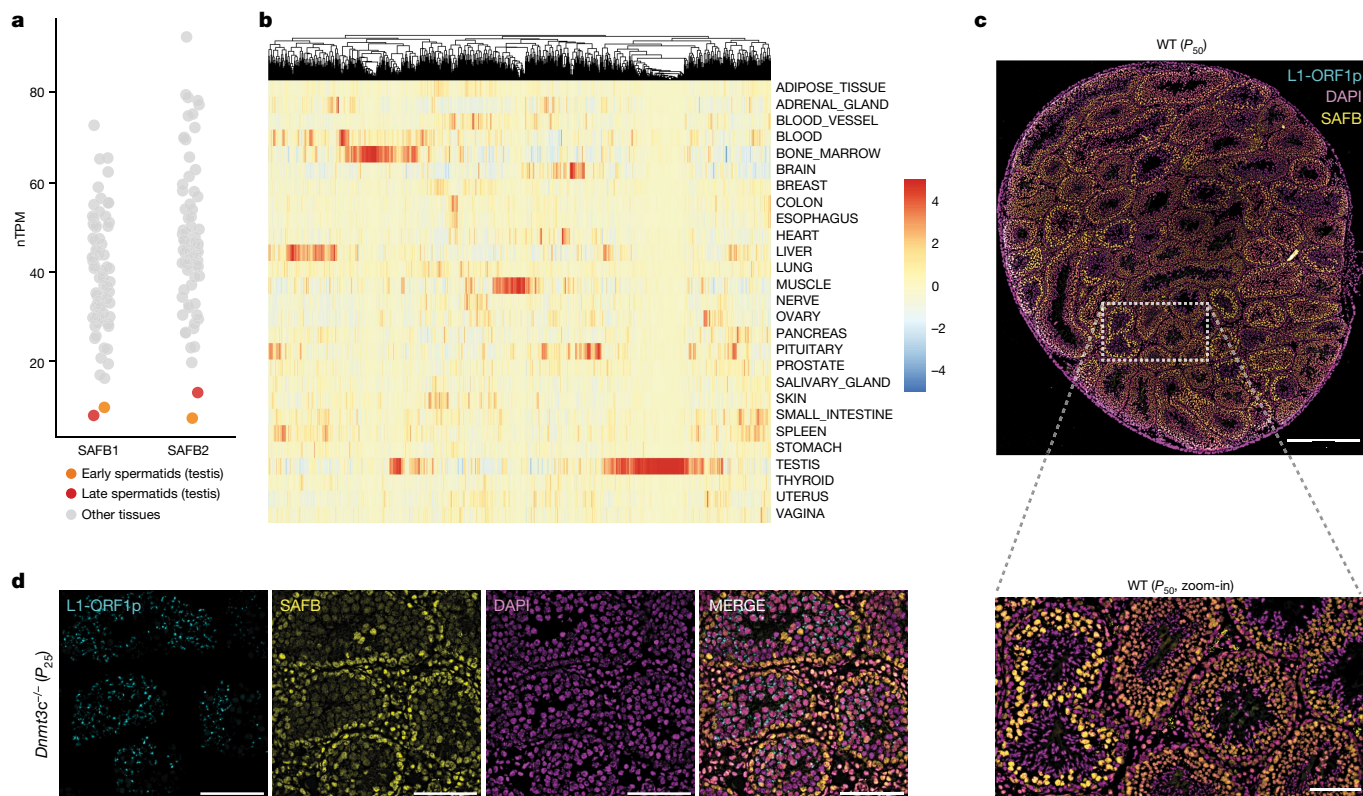 a
80
60
40
20
nTPM
SAFB1 SAFB2
Early spermatids (testis)
Late spermatids (testis)
Other tissues
b
ADIPOSE_TISSUE
ADRENAL_GLAND
BLOOD_VESSEL
BLOOD
BONE_MARROW
BRAIN
BREAST
COLON
ESOPHAGUS
HEART
LIVER
LUNG
MUSCLE
NERVE
OVARY
PANCREAS
PITUITARY
PROSTATE
SALIVARY_GLAND
SKIN
SMALL_INTESTINE
SPLEEN
STOMACH
TESTIS
THYROID
UTERUS
VAGINA
4
2
0
−2
−4
c
WT (P50)
L1-ORF1p
DAPI
SAFB
WT (P50, zoom-in)
d
Dnmt3c−/− (P25)
L1-ORF1p
SAFB
DAPI
MERGE